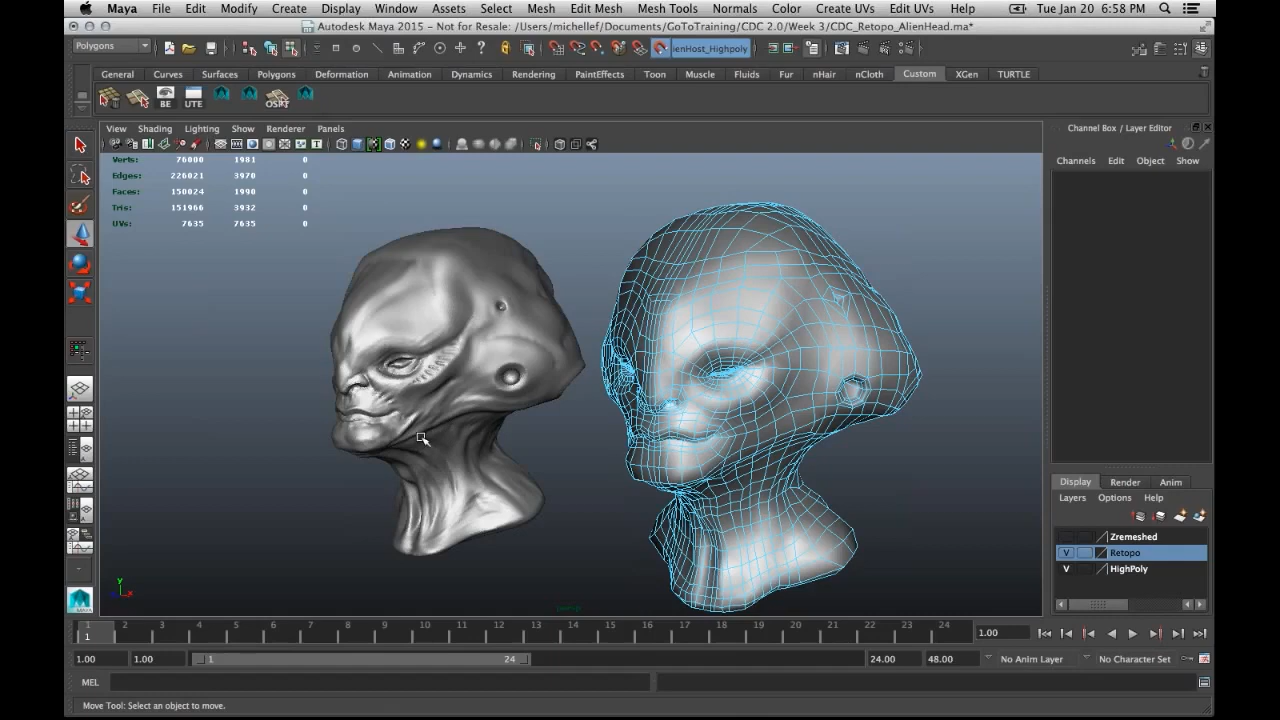 Maya File Edit Modify Create Display Window Assets Select Mesh Edit Mesh Mesh Tools Normals Color Create UVs Edit UVs Help Tue Jan 20 6:58 PM
Autodesk Maya 2015 - Not for Resale: /Users/michellef/Documents/GoToTraining/CDC 2.0/Week 3/CDC_Retopo_AlienHead.ma*
Polygons ienHost_Highpoly
General Curves Surfaces Polygons Deformation Animation Dynamics Rendering PaintEffects Toon Muscle Fluids Fur nHair nCloth Custom XGen TURTLE
BE UTE OSRT
View Shading Lighting Show Renderer Panels
Channel Box / Layer Editor
Channels Edit Object Show
Verts: 76000 1981 0
Edges: 226021 3970 0
Faces: 150024 1990 0
Tris: 151966 3932 0
UVs: 7635 7635 0
Display Render Anim
Layers Options Help
Zremeshed
V Retopo
V HighPoly
y
x
persp
MAYA
1 2 3 4 5 6 7 8 9 10 11 12 13 14 15 16 17 18 19 20 21 22 23 24
1 1.00
1.00 1.00 1 24 24.00 48.00 No Anim Layer No Character Set
MEL
Move Tool: Select an object to move.